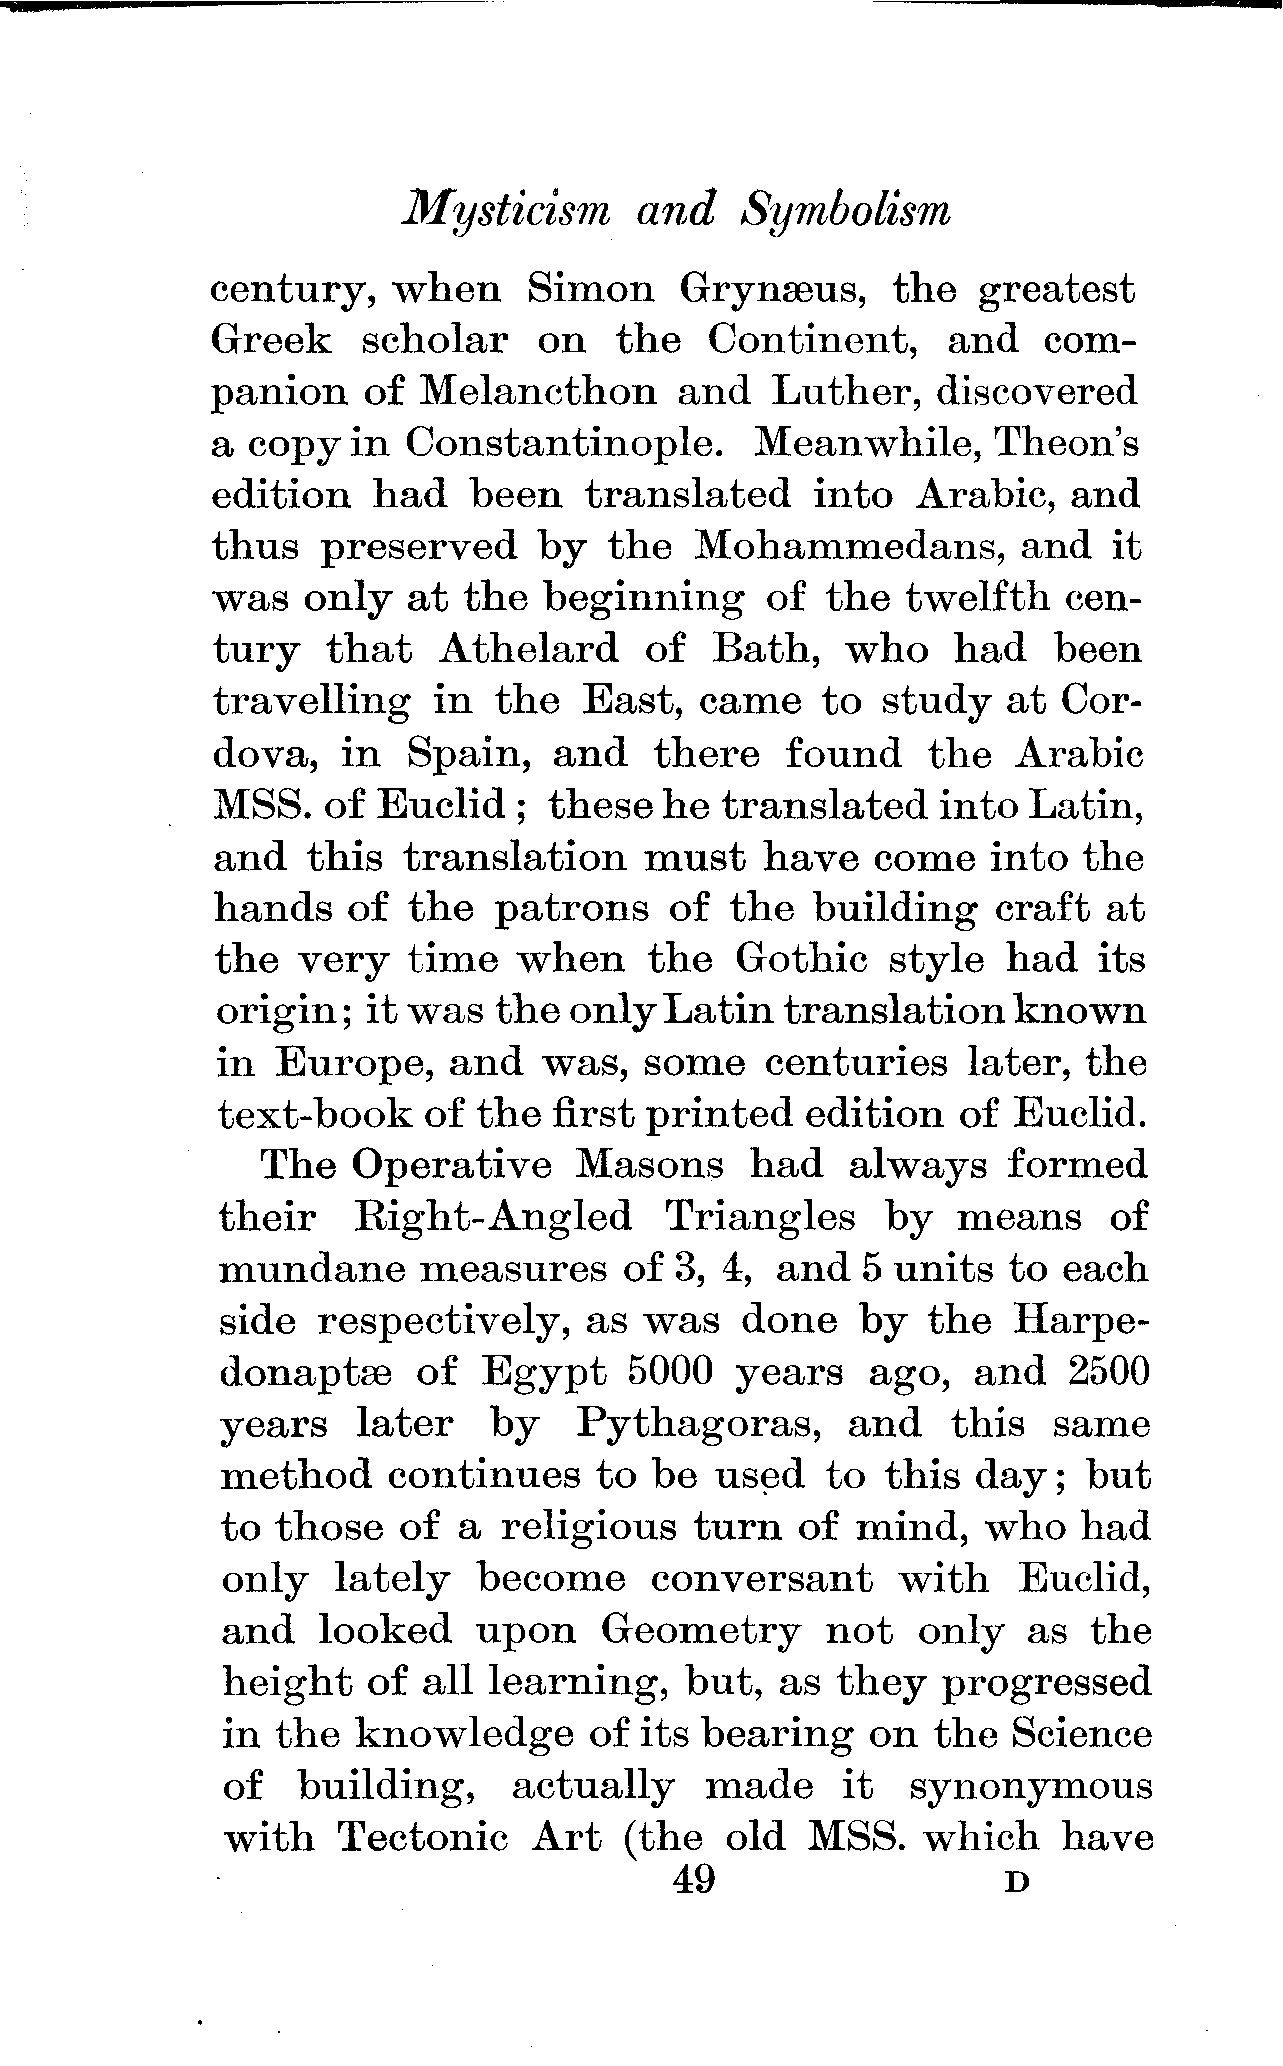 Mysticism and Symbolism
century, when Simon Grynæus, the greatest
Greek scholar on the Continent, and com-
panion of Melancthon and Luther, discovered
a copy in Constantinople. Meanwhile, Theon's
edition had been translated into Arabic, and
thus preserved by the Mohammedans, and it
was only at the beginning of the twelfth cen-
tury that Athelard of Bath, who had been
travelling in the East, came to study at Cor-
dova, in Spain, and there found the Arabic
MSS. of Euclid ; these he translated into Latin,
and this translation must have come into the
hands of the patrons of the building craft at
the very time when the Gothic style had its
origin; it was the only Latin translation known
in Europe, and was, some centuries later, the
text-book of the first printed edition of Euclid.
The Operative Masons had always formed
their Right-Angled Triangles by means of
mundane measures of 3, 4, and 5 units to each
side respectively, as was done by the Harpe-
donaptæ of Egypt 5000 years ago, and 2500
years later by Pythagoras, and this same
method continues to be used to this day; but
to those of a religious turn of mind, who had
only lately become conversant with Euclid,
and looked upon Geometry not only as the
height of all learning, but, as they progressed
in the knowledge of its bearing on the Science
of building, actually made it synonymous
with Tectonic Art (the old MSS. which have
49 D